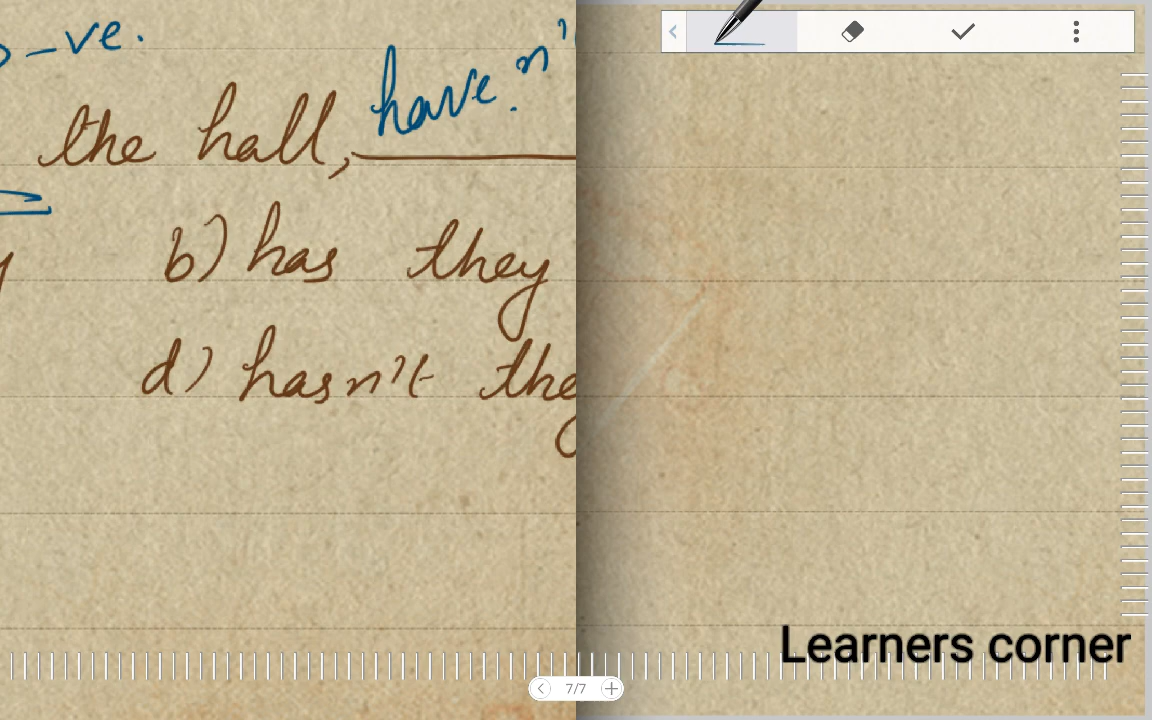 -ve.
the hall, have.n'
b) has they
d) hasn't the
7/7
Learners corner